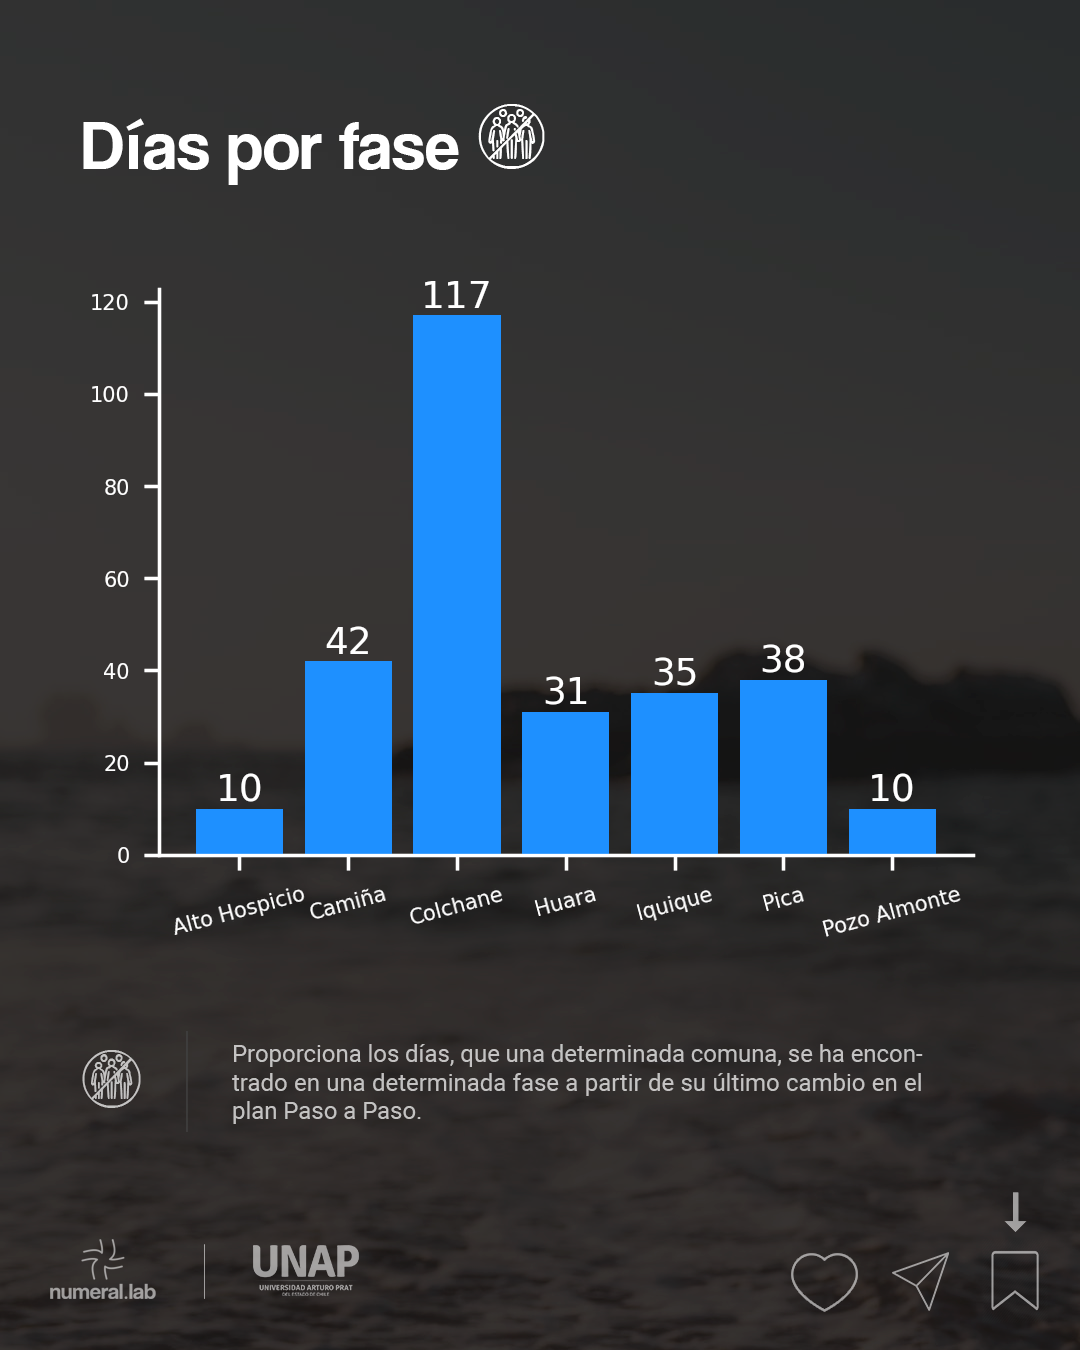 Días por fase
120
100
80
60
40
20
0
10
42
117
31
35
38
10
Alto Hospicio
Camiña
Colchane
Huara
Iquique
Pica
Pozo Almonte
Proporciona los días, que una determinada comuna, se ha encon-
trado en una determinada fase a partir de su último cambio en el
plan Paso a Paso.
numeral.lab
UNAP
UNIVERSIDAD ARTURO PRAT
DEL ESTADO DE CHILE